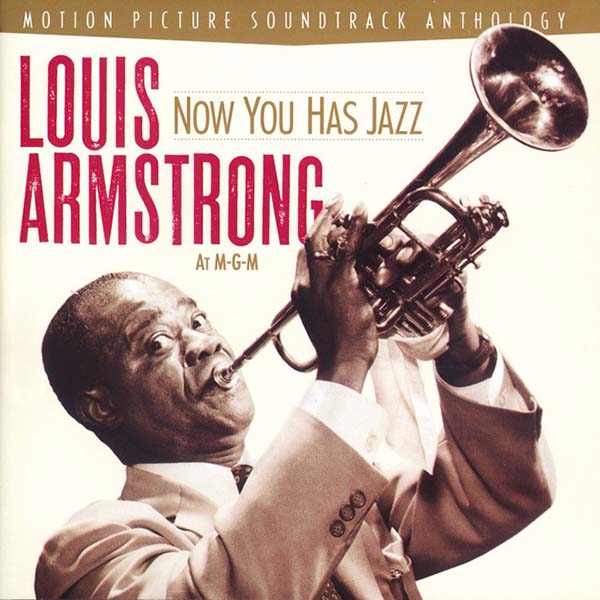 MOTION PICTURE SOUNDTRACK ANTHOLOGY
LOUIS
NOW YOU HAS JAZZ
ARMSTRONG
AT M-G-M